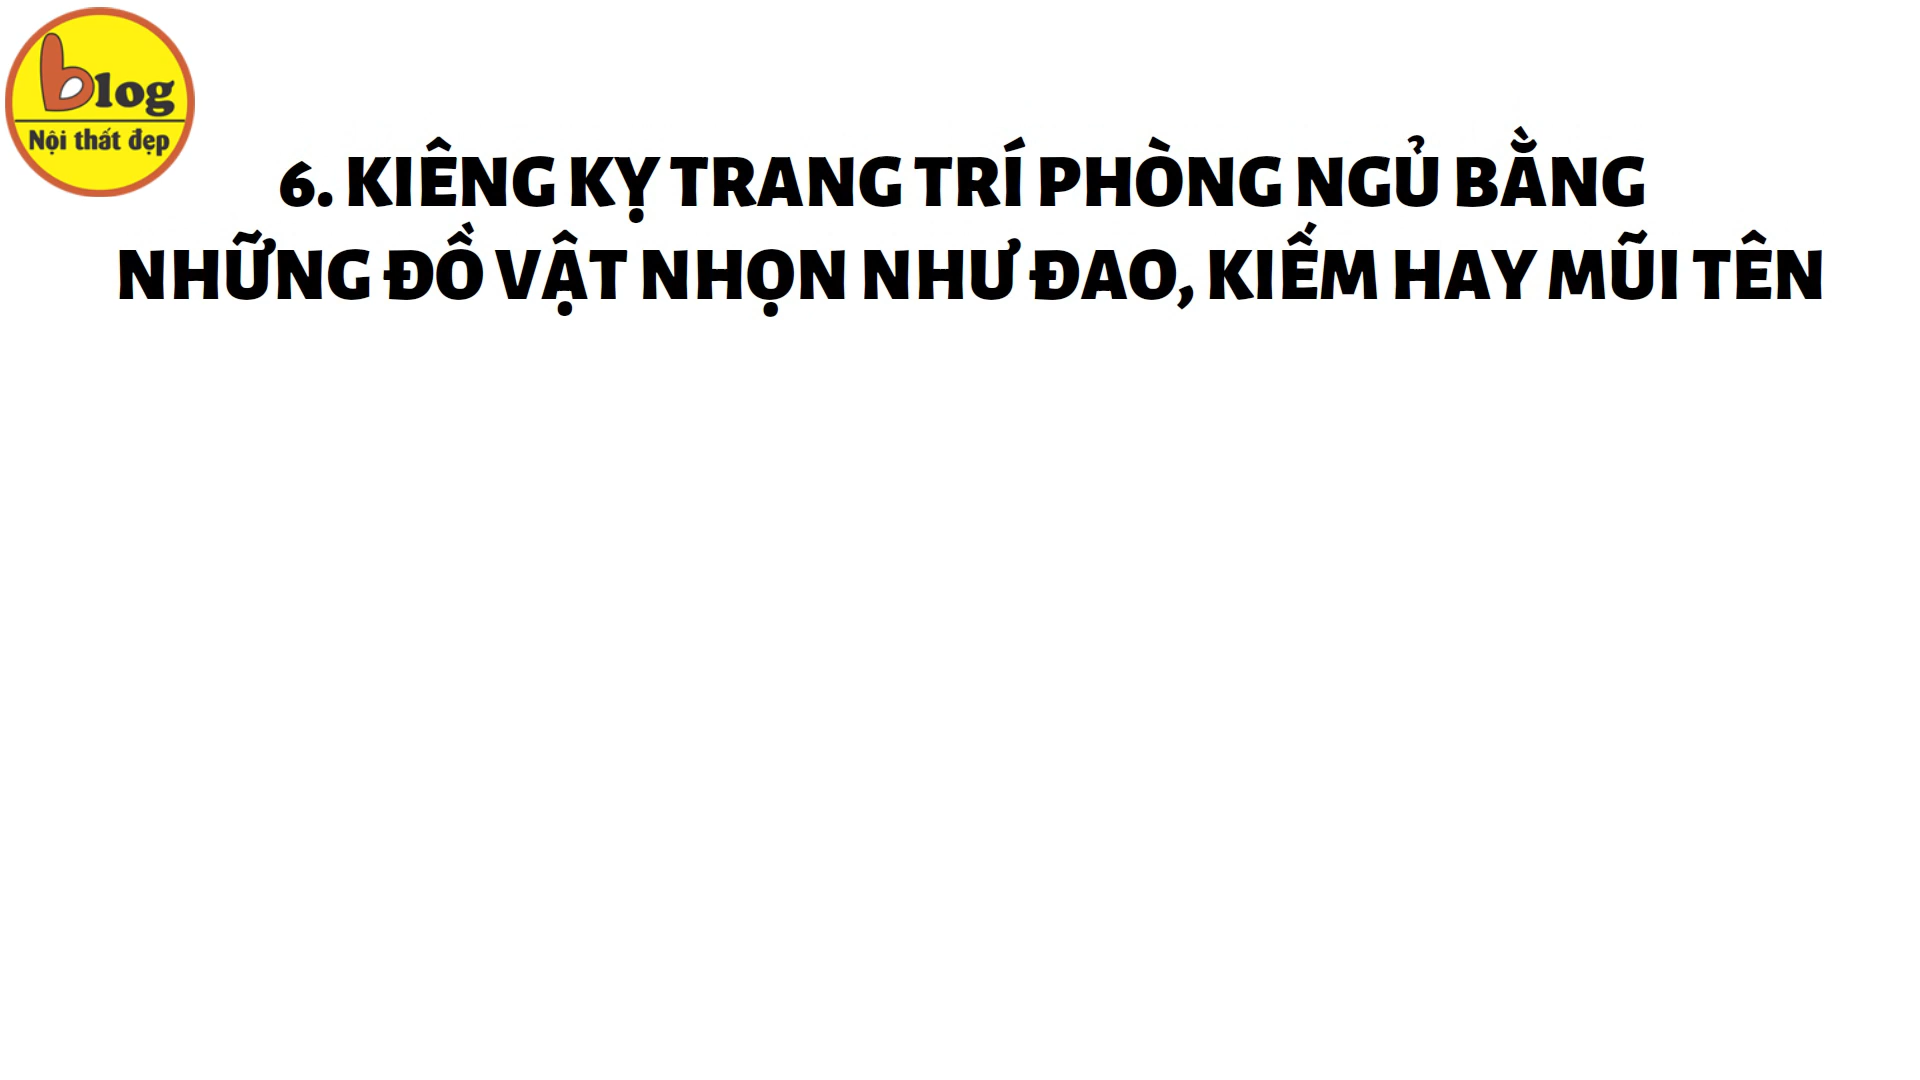 blog
Nội thất đẹp
6. KIÊNG KỴ TRANG TRÍ PHÒNG NGỦ BẰNG
NHỮNG ĐỒ VẬT NHỌN NHƯ ĐAO, KIẾM HAY MŨI TÊN